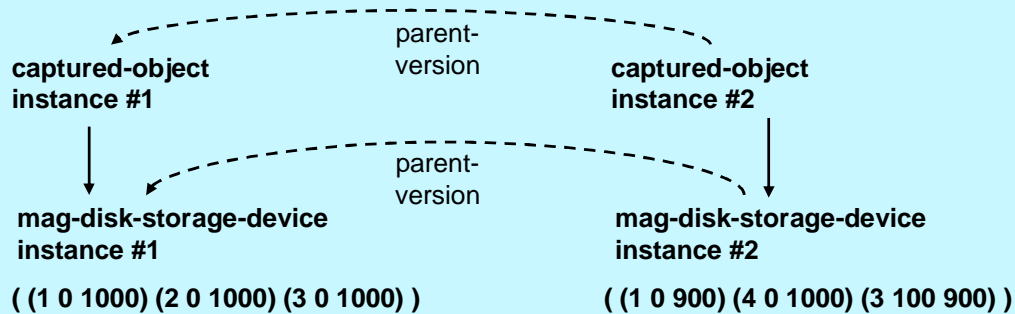 parent-
version
captured-object
instance #1
captured-object
instance #2
parent-
version
mag-disk-storage-device
instance #1
mag-disk-storage-device
instance #2
( (1 0 1000) (2 0 1000) (3 0 1000) )
( (1 0 900) (4 0 1000) (3 100 900) )